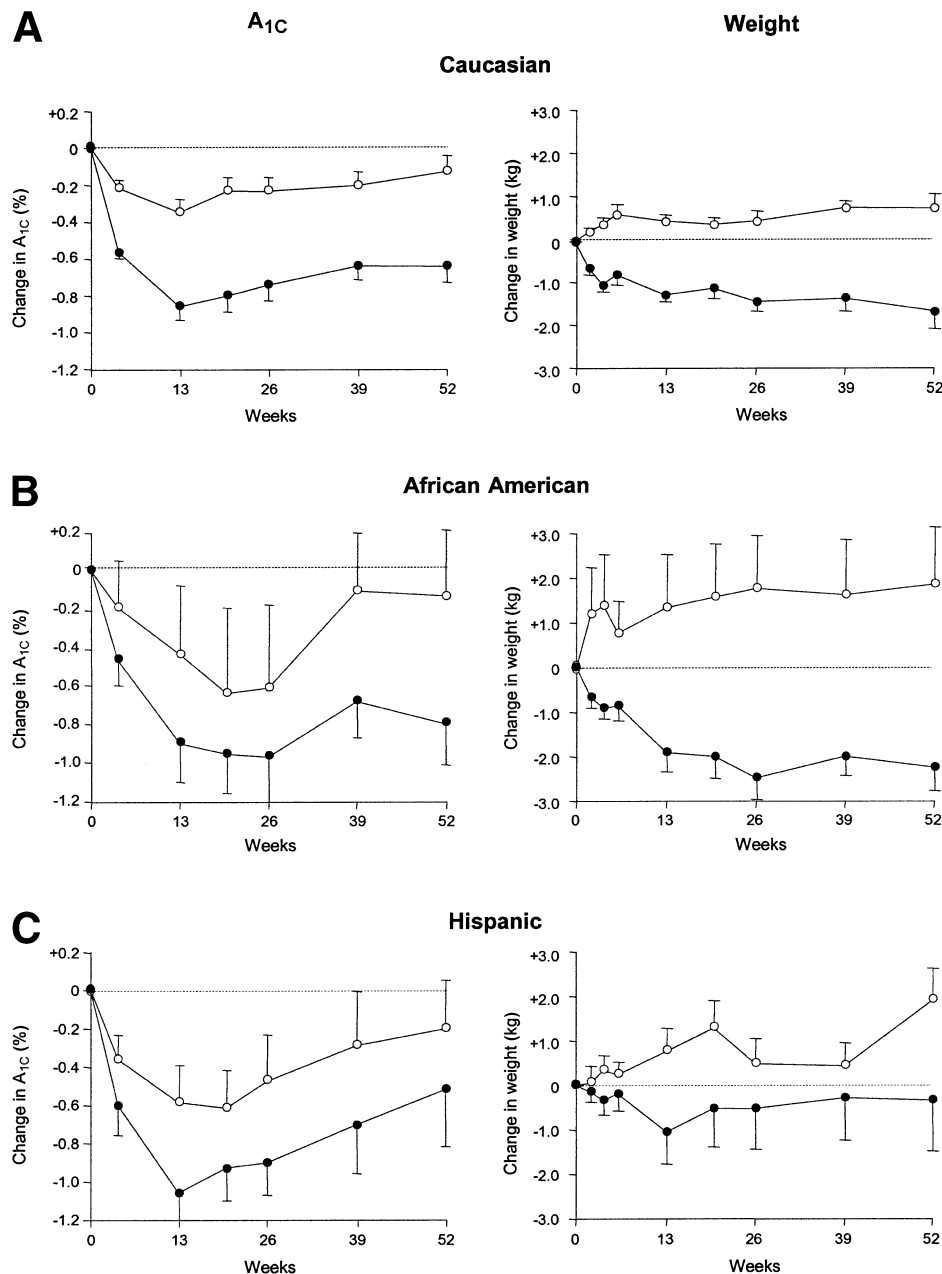 A
A1C
Weight
Caucasian
Change in A1C (%)
+0.2
0
-0.2
-0.4
-0.6
-0.8
-1.0
-1.2
0 13 26 39 52
Weeks
Change in weight (kg)
+3.0
+2.0
+1.0
0
-1.0
-2.0
-3.0
0 13 26 39 52
Weeks
B
African American
Change in A1C (%)
+0.2
0
-0.2
-0.4
-0.6
-0.8
-1.0
-1.2
0 13 26 39 52
Weeks
Change in weight (kg)
+3.0
+2.0
+1.0
0
-1.0
-2.0
-3.0
0 13 26 39 52
Weeks
C
Hispanic
Change in A1C (%)
+0.2
0
-0.2
-0.4
-0.6
-0.8
-1.0
-1.2
0 13 26 39 52
Weeks
Change in weight (kg)
+3.0
+2.0
+1.0
0
-1.0
-2.0
-3.0
0 13 26 39 52
Weeks